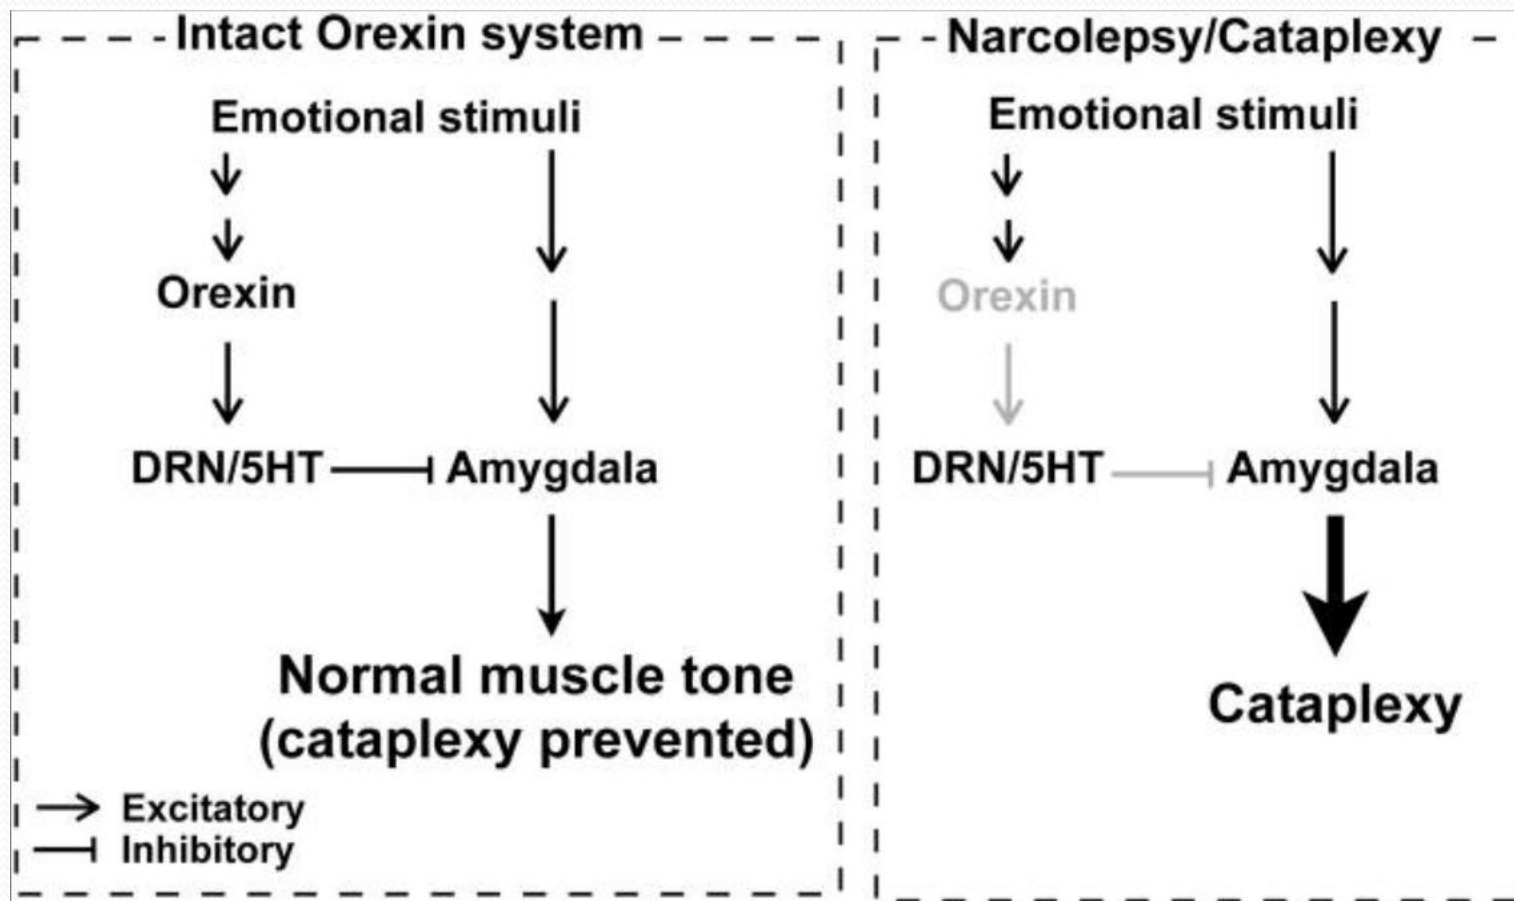 Intact Orexin system
Emotional stimuli
Orexin
DRN/5HT
Amygdala
Normal muscle tone
(cataplexy prevented)
Excitatory
Inhibitory
Narcolepsy/Cataplexy
Emotional stimuli
Orexin
DRN/5HT
Amygdala
Cataplexy